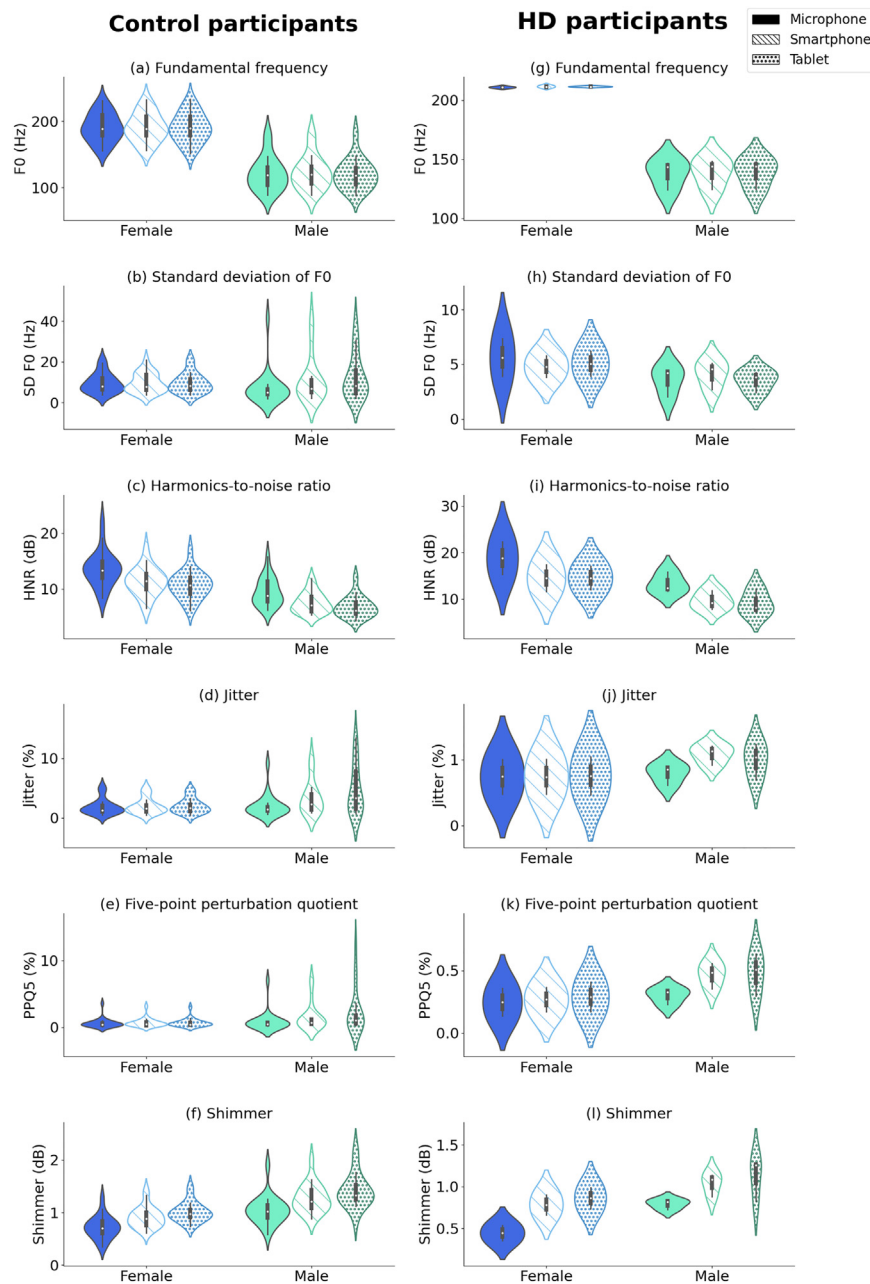 Control participants
HD participants
Microphone
Smartphone
Tablet
(a) Fundamental frequency
F0 (Hz)
200
100
Female
Male
(g) Fundamental frequency
F0 (Hz)
200
150
100
Female
Male
(b) Standard deviation of F0
SD F0 (Hz)
40
20
0
Female
Male
(h) Standard deviation of F0
SD F0 (Hz)
10
5
0
Female
Male
(c) Harmonics-to-noise ratio
HNR (dB)
20
10
Female
Male
(i) Harmonics-to-noise ratio
HNR (dB)
30
20
10
Female
Male
(d) Jitter
Jitter (%)
10
0
Female
Male
(j) Jitter
Jitter (%)
1
0
Female
Male
(e) Five-point perturbation quotient
PPQ5 (%)
10
0
Female
Male
(k) Five-point perturbation quotient
PPQ5 (%)
0.5
0.0
Female
Male
(f) Shimmer
Shimmer (dB)
2
1
0
Female
Male
(l) Shimmer
Shimmer (dB)
1.5
1.0
0.5
Female
Male